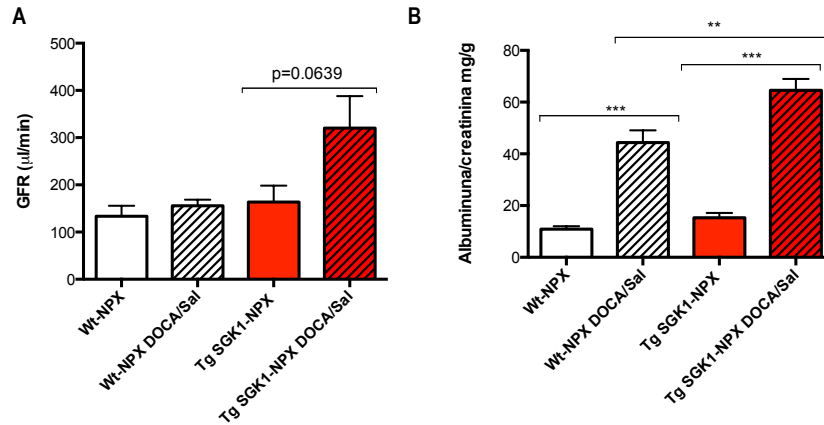 A
GFR (µl/min)
500
400
300
200
100
0
p=0.0639
Wt-NPX
Wt-NPX DOCA/Sal
Tg SGK1-NPX
Tg SGK1-NPX DOCA/Sal
B
Albuminuna/creatinina mg/g
80
60
40
20
0
**
***
***
Wt-NPX
Wt-NPX DOCA/Sal
Tg SGK1-NPX
Tg SGK1-NPX DOCA/Sal